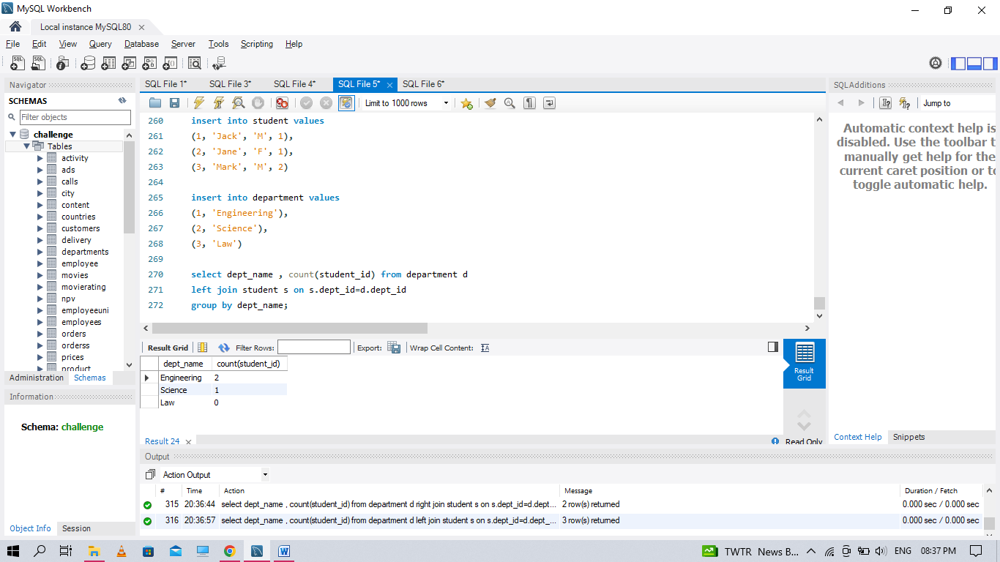 MySQL Workbench
Local instance MySQL80
File Edit View Query Database Server Tools Scripting Help
Navigator
SCHEMAS
Filter objects
challenge
Tables
activity
ads
calls
city
content
countries
customers
delivery
departments
employee
movies
movierating
npv
employeeuni
employees
orders
orderss
prices
product
Administration Schemas
Information
Schema: challenge
Object Info Session
SQL File 1* SQL File 3* SQL File 4* SQL File 5* SQL File 6*
Limit to 1000 rows
260 insert into student values
261 (1, 'Jack', 'M', 1),
262 (2, 'Jane', 'F', 1),
263 (3, 'Mark', 'M', 2)
264
265 insert into department values
266 (1, 'Engineering'),
267 (2, 'Science'),
268 (3, 'Law')
269
270 select dept_name , count(student_id) from department d
271 left join student s on s.dept_id=d.dept_id
272 group by dept_name;
Result Grid Filter Rows: Export: Wrap Cell Content:
dept_name count(student_id)
Engineering 2
Science 1
Law 0
Result Grid
Result 24
Read Only
Output
Action Output
# Time Action Message Duration / Fetch
315 20:36:44 select dept_name , count(student_id) from department d right join student s on s.dept_id=d.dept... 2 row(s) returned 0.000 sec / 0.000 sec
316 20:36:57 select dept_name , count(student_id) from department d left join student s on s.dept_id=d.dept_... 3 row(s) returned 0.000 sec / 0.000 sec
SQLAdditions
Jump to
Automatic context help is
disabled. Use the toolbar t
manually get help for the
current caret position or to
toggle automatic help.
Context Help Snippets
TWTR News B... ENG 08:37 PM